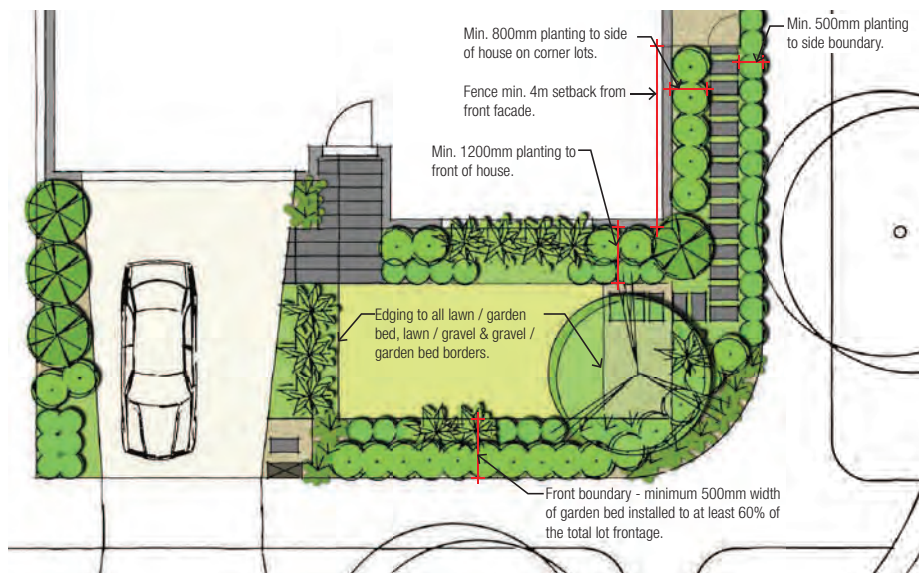 Min. 800mm planting to side
of house on corner lots.
Min. 500mm planting
to side boundary.
Fence min. 4m setback from
front facade.
Min. 1200mm planting to
front of house.
Edging to all lawn / garden
bed, lawn / gravel & gravel /
garden bed borders.
Front boundary - minimum 500mm width
of garden bed installed to at least 60% of
the total lot frontage.